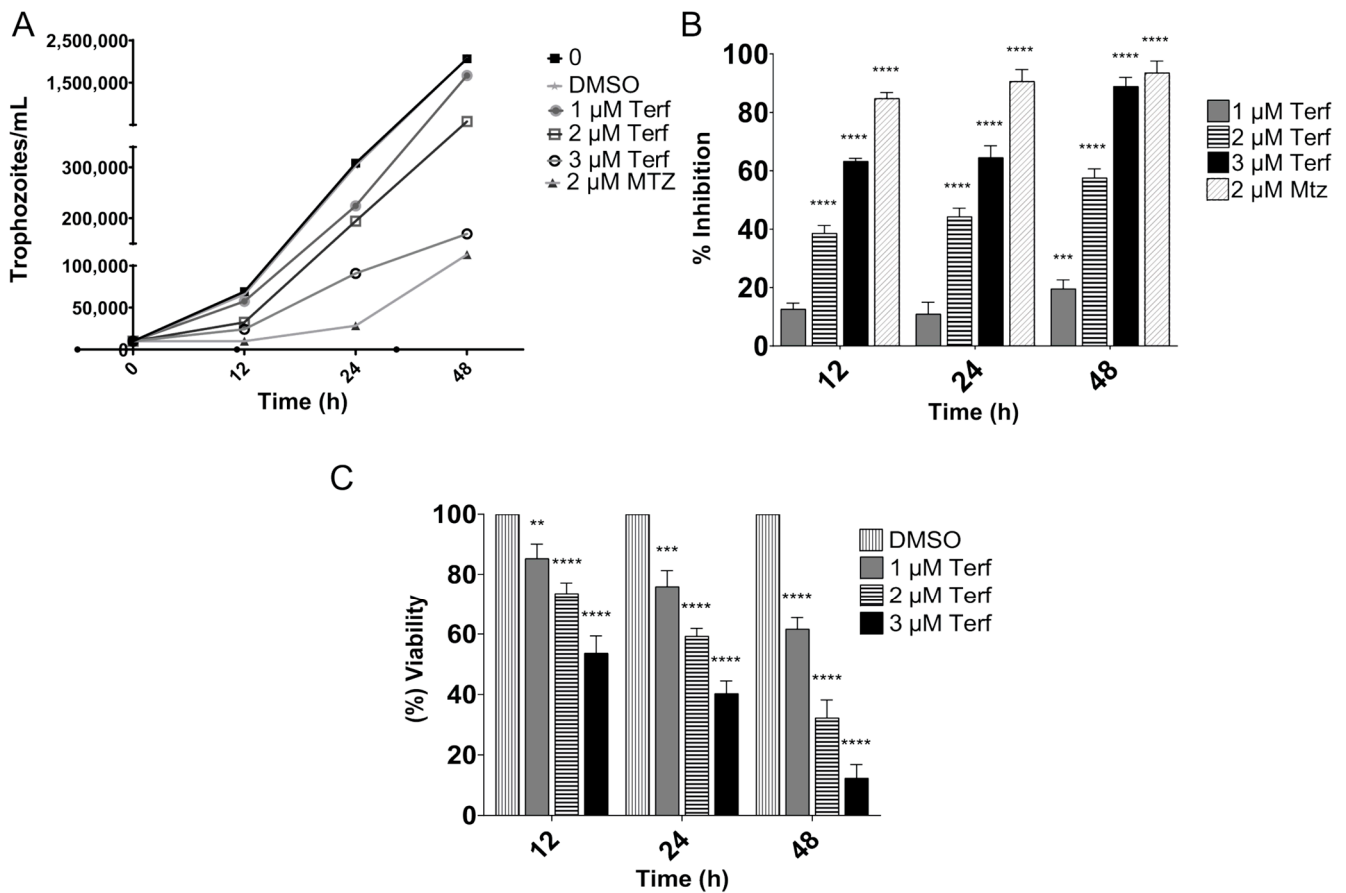 A
2,500,000
1,500,000
300,000
200,000
100,000
50,000
0
Trophozoites/mL
0
12
24
48
Time (h)
0
DMSO
1 µM Terf
2 µM Terf
3 µM Terf
2 µM MTZ
B
100
80
60
40
20
0
% Inhibition
****
****
****
****
****
****
***
****
****
****
12
24
48
Time (h)
1 µM Terf
2 µM Terf
3 µM Terf
2 µM Mtz
C
100
80
60
40
20
0
(%) Viability
**
****
****
***
****
****
****
****
****
12
24
48
Time (h)
DMSO
1 µM Terf
2 µM Terf
3 µM Terf